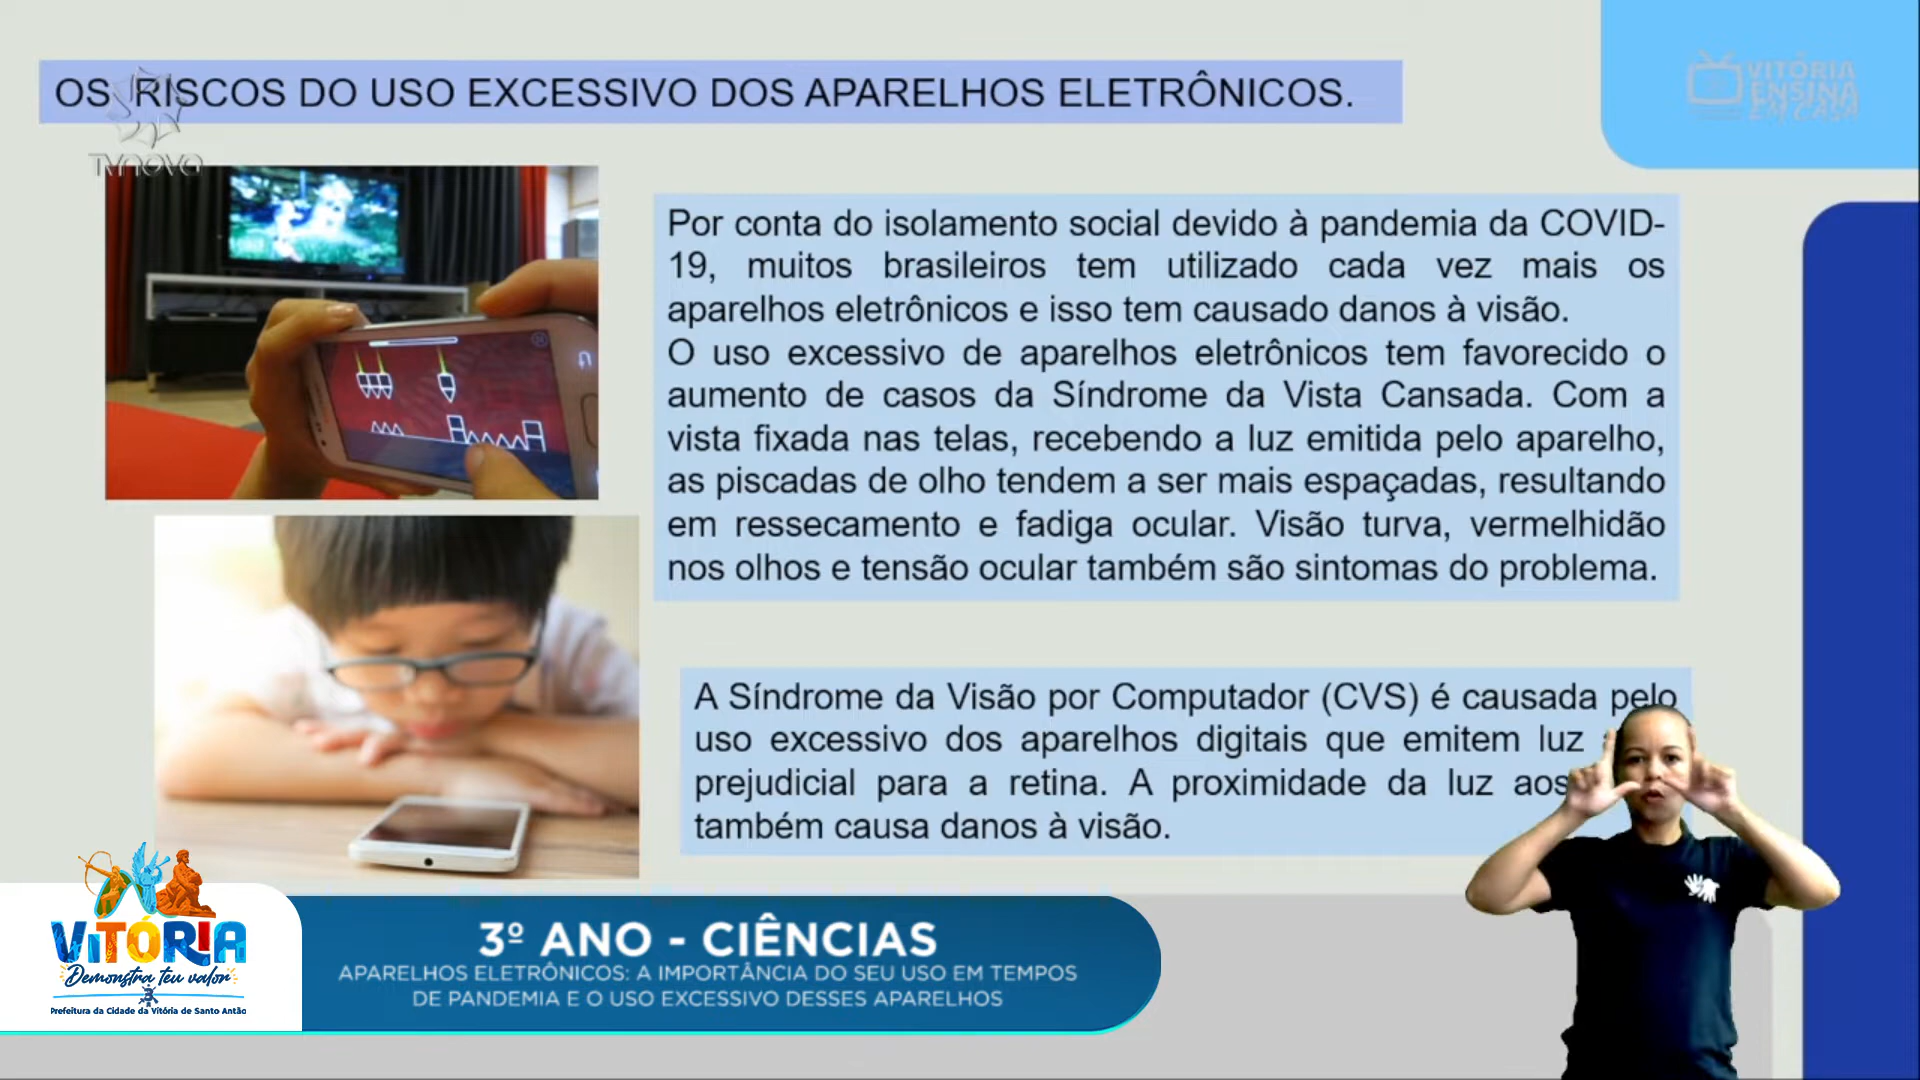 OS RISCOS DO USO EXCESSIVO DOS APARELHOS ELETRÔNICOS.
VITÓRIA
ENSINA
EM CASA
TV NOVA
Por conta do isolamento social devido à pandemia da COVID-
19, muitos brasileiros tem utilizado cada vez mais os
aparelhos eletrônicos e isso tem causado danos à visão.
O uso excessivo de aparelhos eletrônicos tem favorecido o
aumento de casos da Síndrome da Vista Cansada. Com a
vista fixada nas telas, recebendo a luz emitida pelo aparelho,
as piscadas de olho tendem a ser mais espaçadas, resultando
em ressecamento e fadiga ocular. Visão turva, vermelhidão
nos olhos e tensão ocular também são sintomas do problema.
A Síndrome da Visão por Computador (CVS) é causada pelo
uso excessivo dos aparelhos digitais que emitem luz
prejudicial para a retina. A proximidade da luz aos
também causa danos à visão.
VITÓRIA
Demonstra teu valor
Prefeitura da Cidade da Vitória de Santo Antão
3º ANO - CIÊNCIAS
APARELHOS ELETRÔNICOS: A IMPORTÂNCIA DO SEU USO EM TEMPOS
DE PANDEMIA E O USO EXCESSIVO DESSES APARELHOS